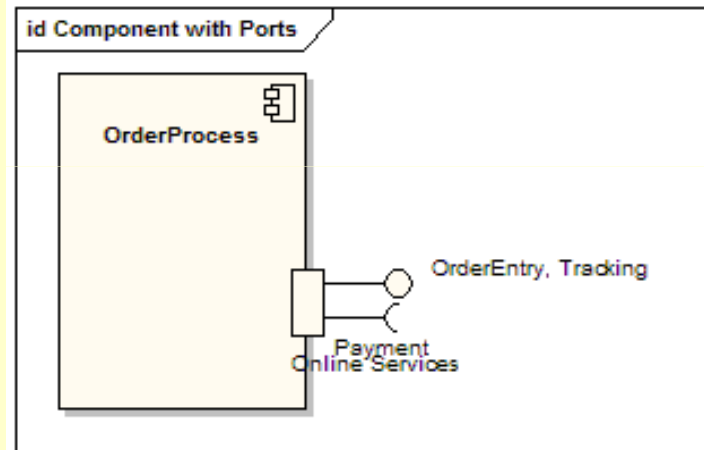 id Component with Ports
OrderProcess
OrderEntry, Tracking
Payment
Online Services